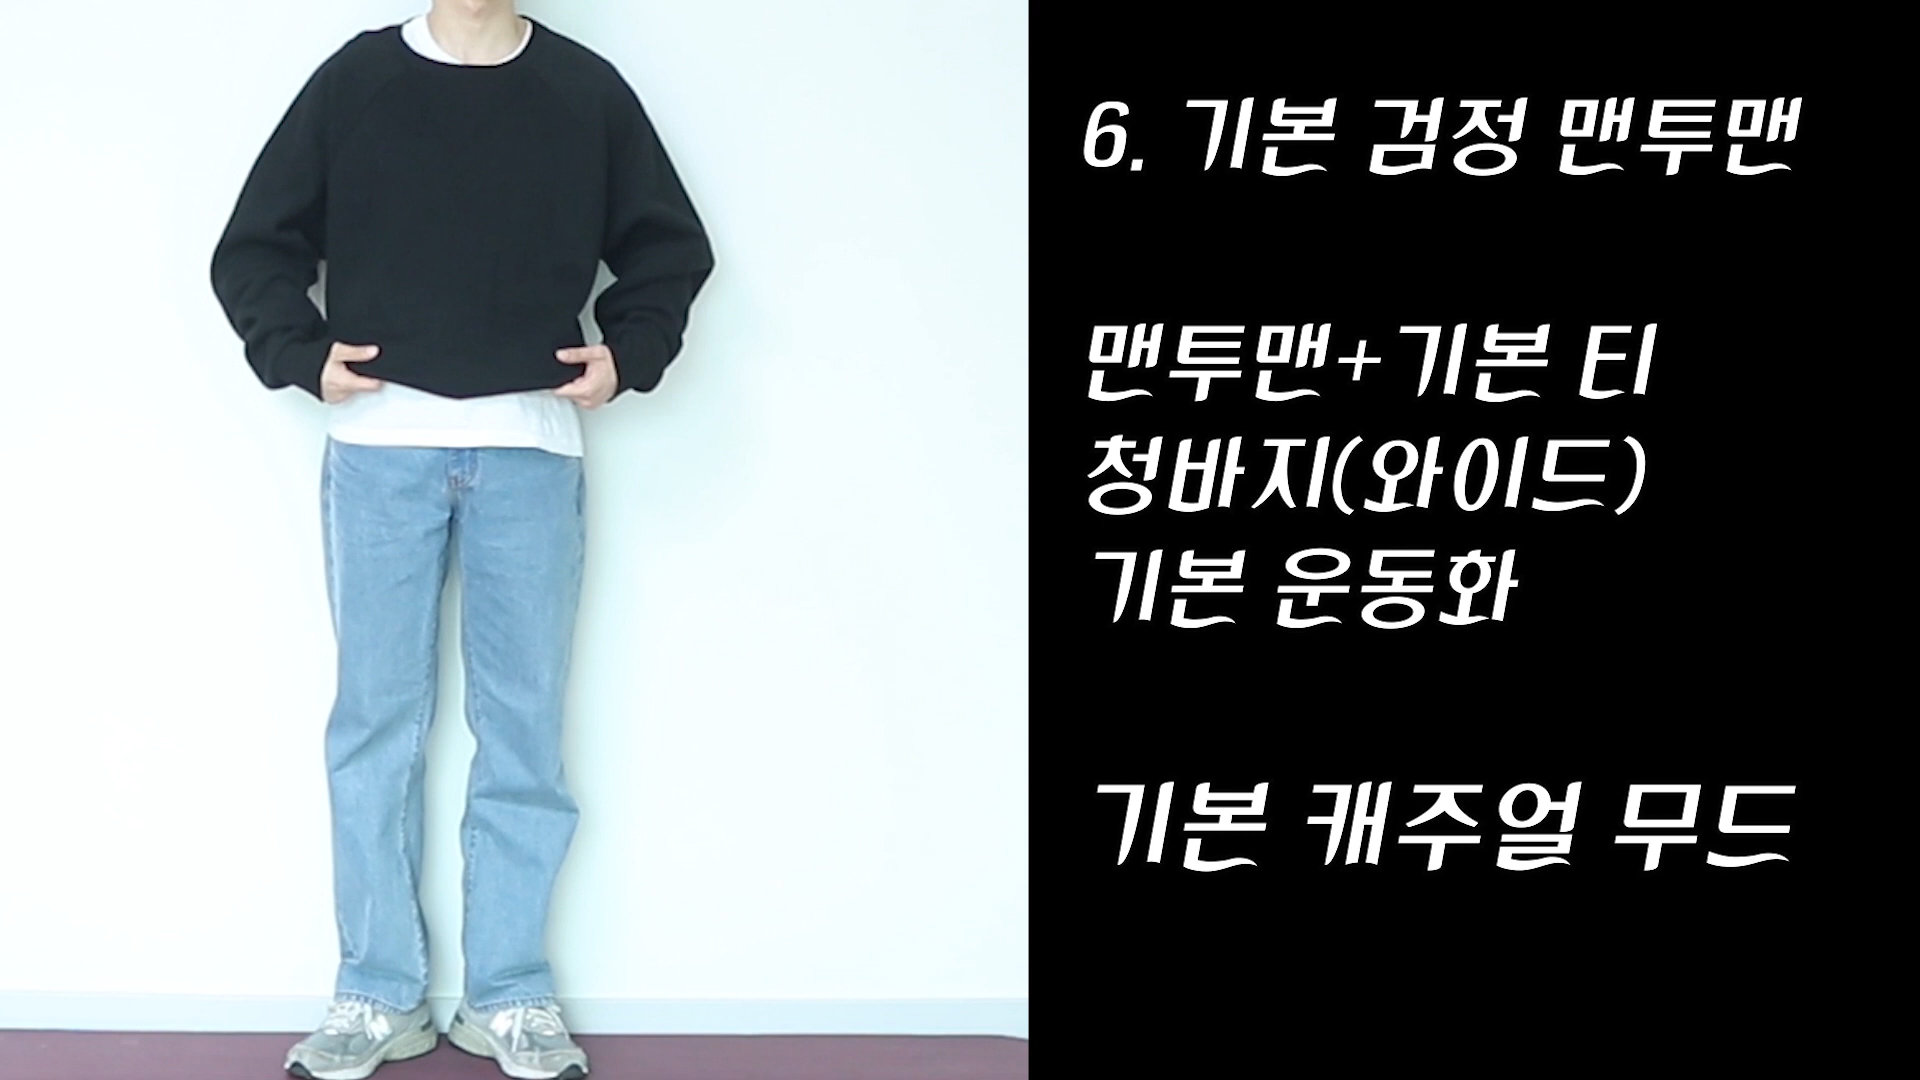 6. 기본 검정 맨투맨
맨투맨+기본 티
청바지(와이드)
기본 운동화
기본 캐주얼 무드